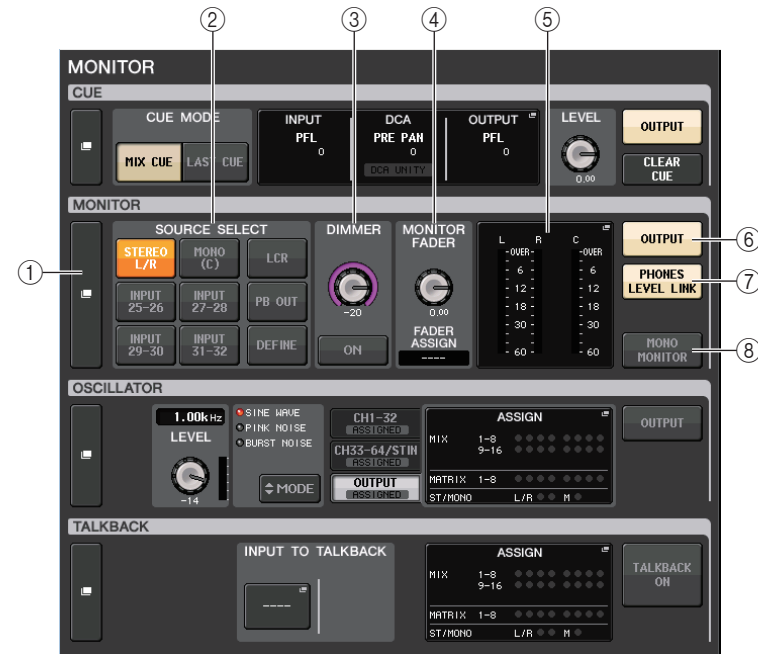 ② ③ ④ ⑤
MONITOR
CUE
CUE MODE
MIX CUE LAST CUE
INPUT
PFL
0
DCA
PRE PAN
0
DCA UNITY
OUTPUT
PFL
0
LEVEL
0.00
OUTPUT
CLEAR
CUE
MONITOR
①
SOURCE SELECT
STEREO
L/R
MONO
(C)
LCR
INPUT
25-26
INPUT
27-28
PB OUT
INPUT
29-30
INPUT
31-32
DEFINE
DIMMER
-20
ON
MONITOR
FADER
0.00
FADER
ASSIGN
----
L R C
-OVER- -OVER
- 6 - - 6
- 12 - - 12
- 18 - - 18
- 30 - - 30
- 60 - - 60
OUTPUT ⑥
PHONES
LEVEL LINK ⑦
MONO
MONITOR ⑧
OSCILLATOR
1.00kHz
LEVEL
-14
SINE WAVE
PINK NOISE
BURST NOISE
MODE
CH1-32
ASSIGNED
CH33-64/STIN
ASSIGNED
OUTPUT
ASSIGNED
ASSIGN
MIX 1-8
9-16
MATRIX 1-8
ST/MONO L/R M
OUTPUT
TALKBACK
INPUT TO TALKBACK
----
ASSIGN
MIX 1-8
9-16
MATRIX 1-8
ST/MONO L/R M
TALKBACK
ON